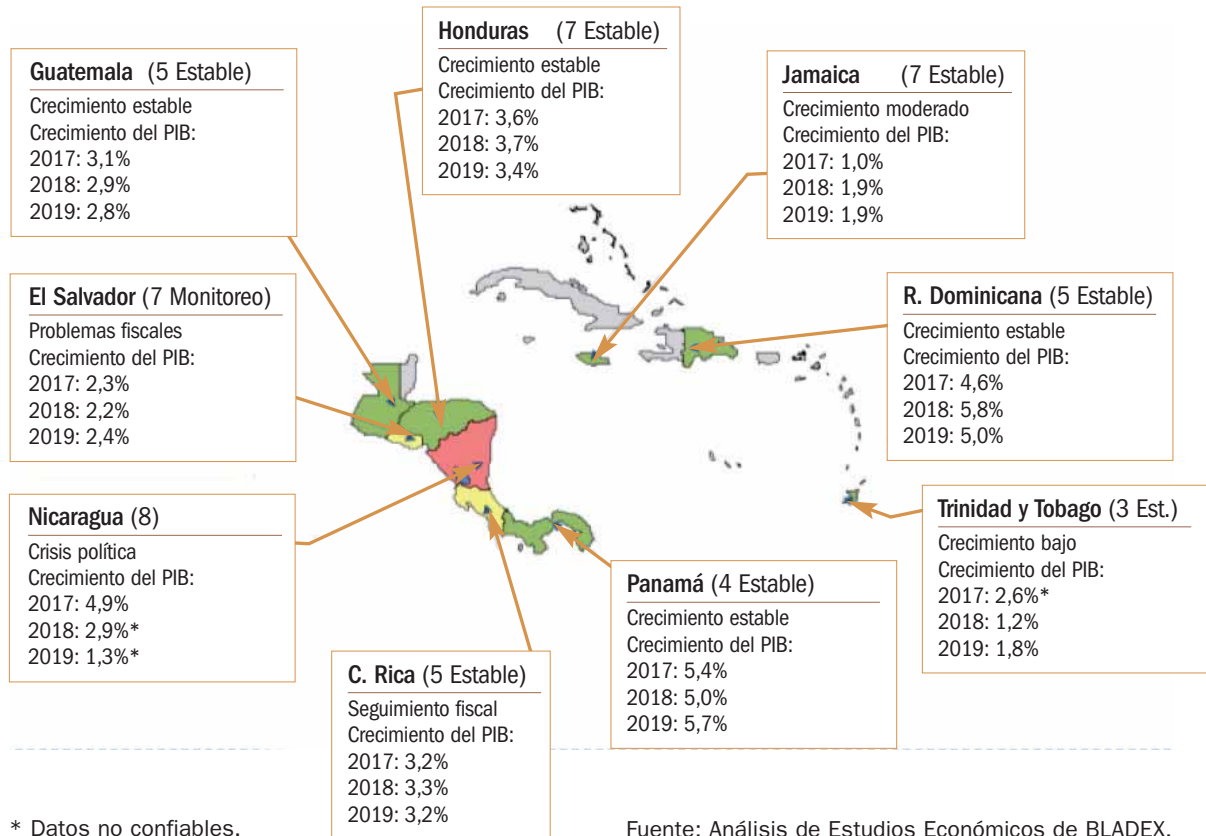 Honduras (7 Estable)
Crecimiento estable
Crecimiento del PIB:
2017: 3,6%
2018: 3,7%
2019: 3,4%
Guatemala (5 Estable)
Crecimiento estable
Crecimiento del PIB:
2017: 3,1%
2018: 2,9%
2019: 2,8%
Jamaica (7 Estable)
Crecimiento moderado
Crecimiento del PIB:
2017: 1,0%
2018: 1,9%
2019: 1,9%
El Salvador (7 Monitoreo)
Problemas fiscales
Crecimiento del PIB:
2017: 2,3%
2018: 2,2%
2019: 2,4%
R. Dominicana (5 Estable)
Crecimiento estable
Crecimiento del PIB:
2017: 4,6%
2018: 5,8%
2019: 5,0%
Nicaragua (8)
Crisis política
Crecimiento del PIB:
2017: 4,9%
2018: 2,9%*
2019: 1,3%*
Trinidad y Tobago (3 Est.)
Crecimiento bajo
Crecimiento del PIB:
2017: 2,6%*
2018: 1,2%
2019: 1,8%
Panamá (4 Estable)
Crecimiento estable
Crecimiento del PIB:
2017: 5,4%
2018: 5,0%
2019: 5,7%
C. Rica (5 Estable)
Seguimiento fiscal
Crecimiento del PIB:
2017: 3,2%
2018: 3,3%
2019: 3,2%
* Datos no confiables.
Fuente: Análisis de Estudios Económicos de BLADEX.